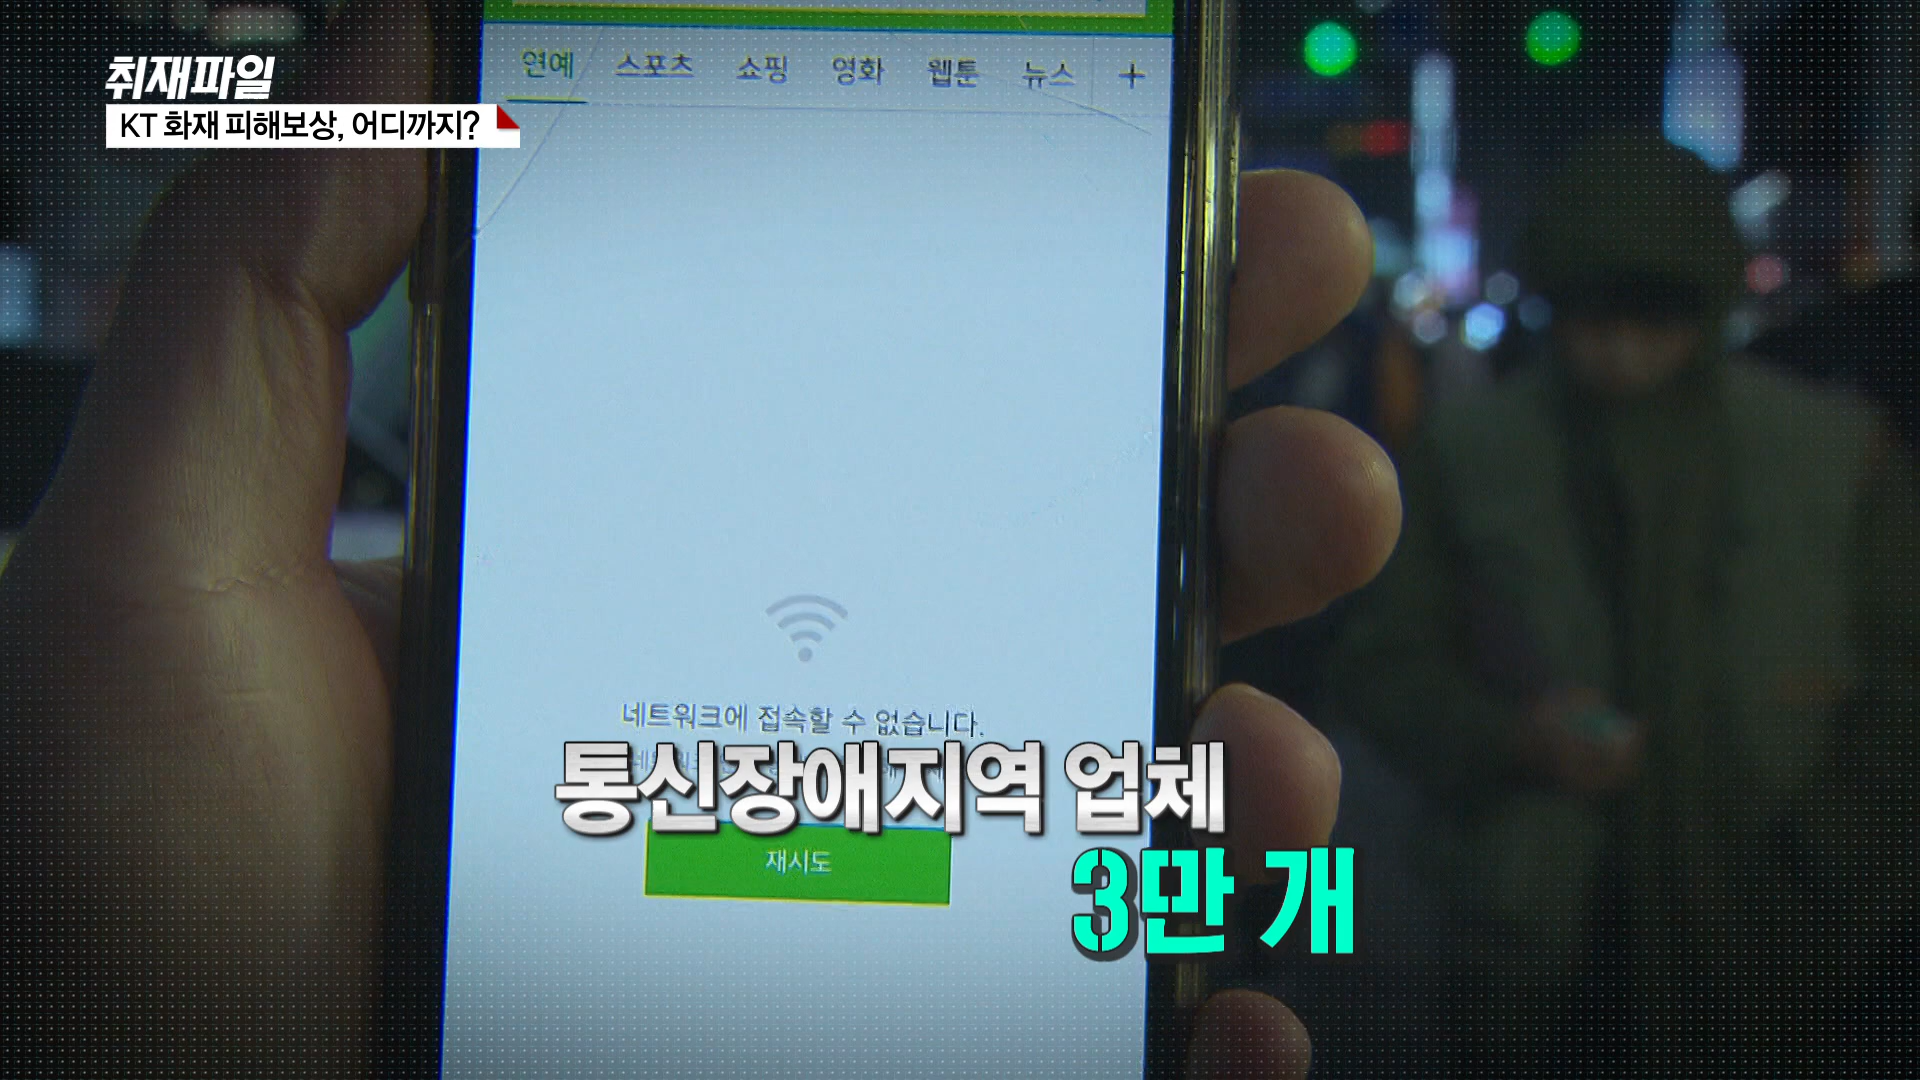 취재파일
KT 화재 피해보상, 어디까지?
연예 스포츠 쇼핑 영화 웹툰 뉴스 +
네트워크에 접속할 수 없습니다.
통신장애지역 업체
재시도
3만 개